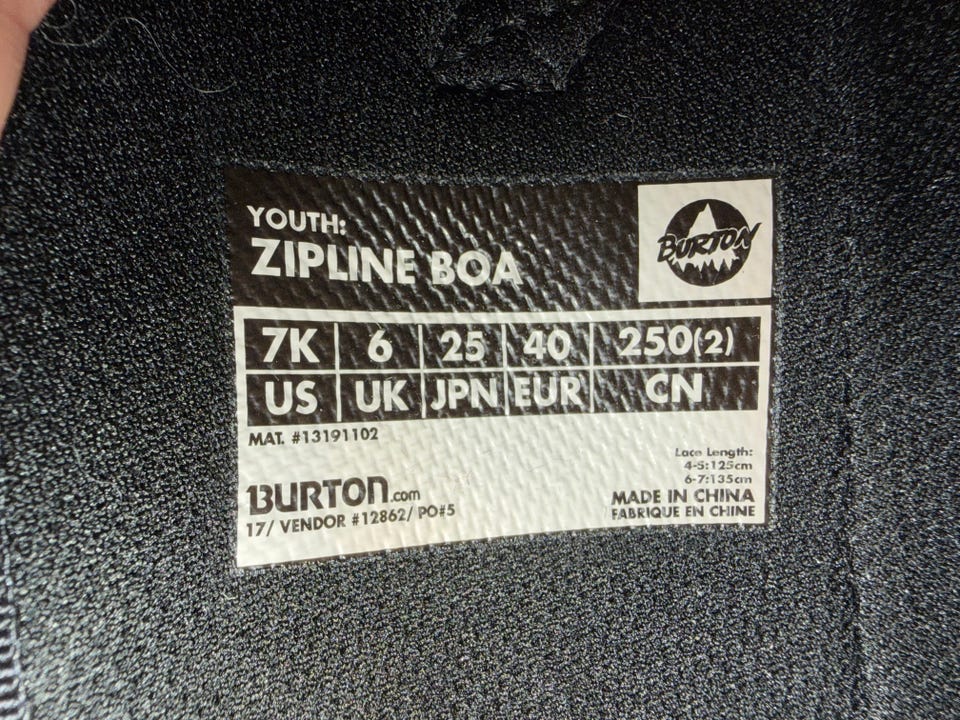 YOUTH:
ZIPLINE BOA
BURTON
7K 6 25 40 250(2)
US UK JPN EUR CN
MAT. #13191102
Lace Length:
4-5:125cm
6-7:135cm
BURTON.com
17/ VENDOR #12862/ PO#5
MADE IN CHINA
FABRIQUE EN CHINE